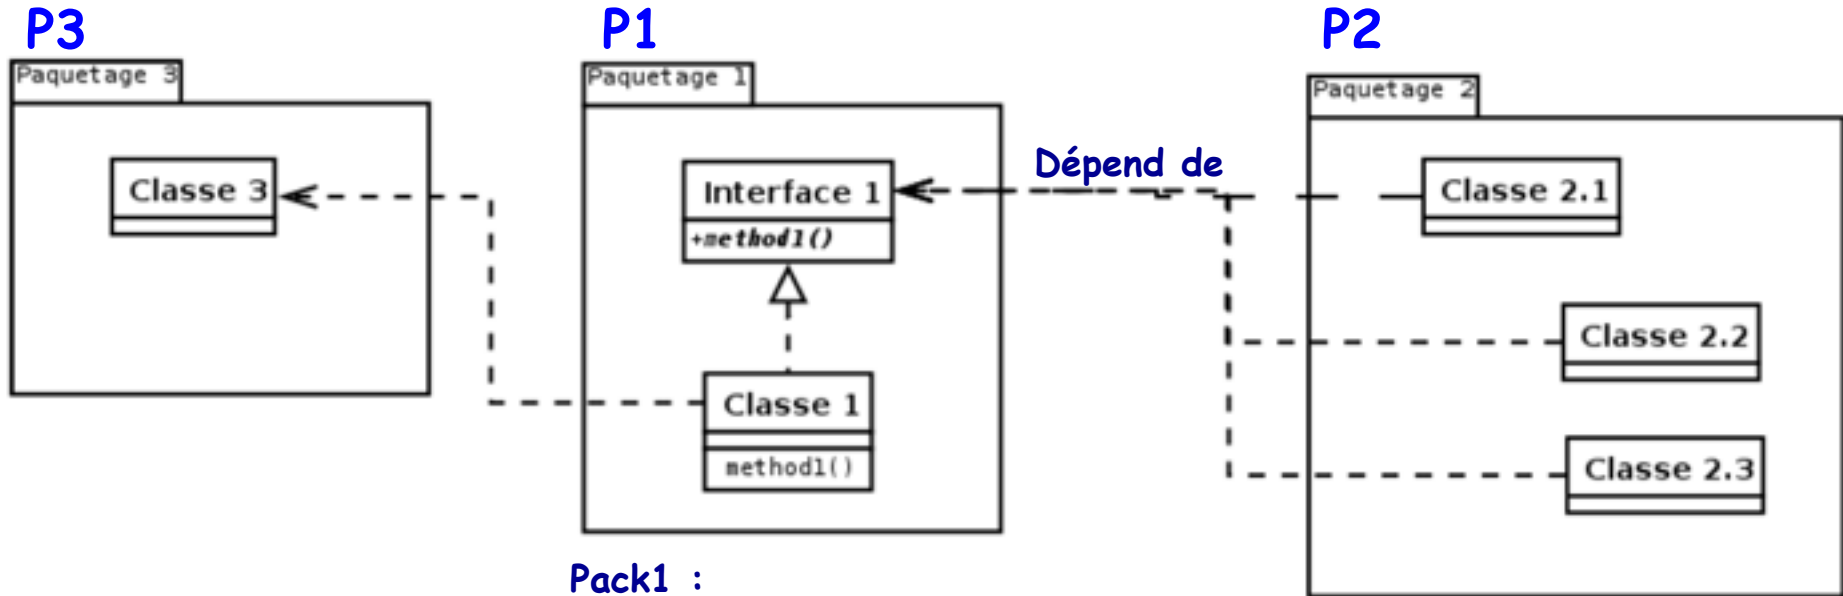 P3
P1
P2
Paquetage 3
Paquetage 1
Paquetage 2
Dépend de
Classe 3
Interface 1
+method1()
Classe 2.1
Classe 2.2
Classe 1
method1()
Classe 2.3
Pack1 :